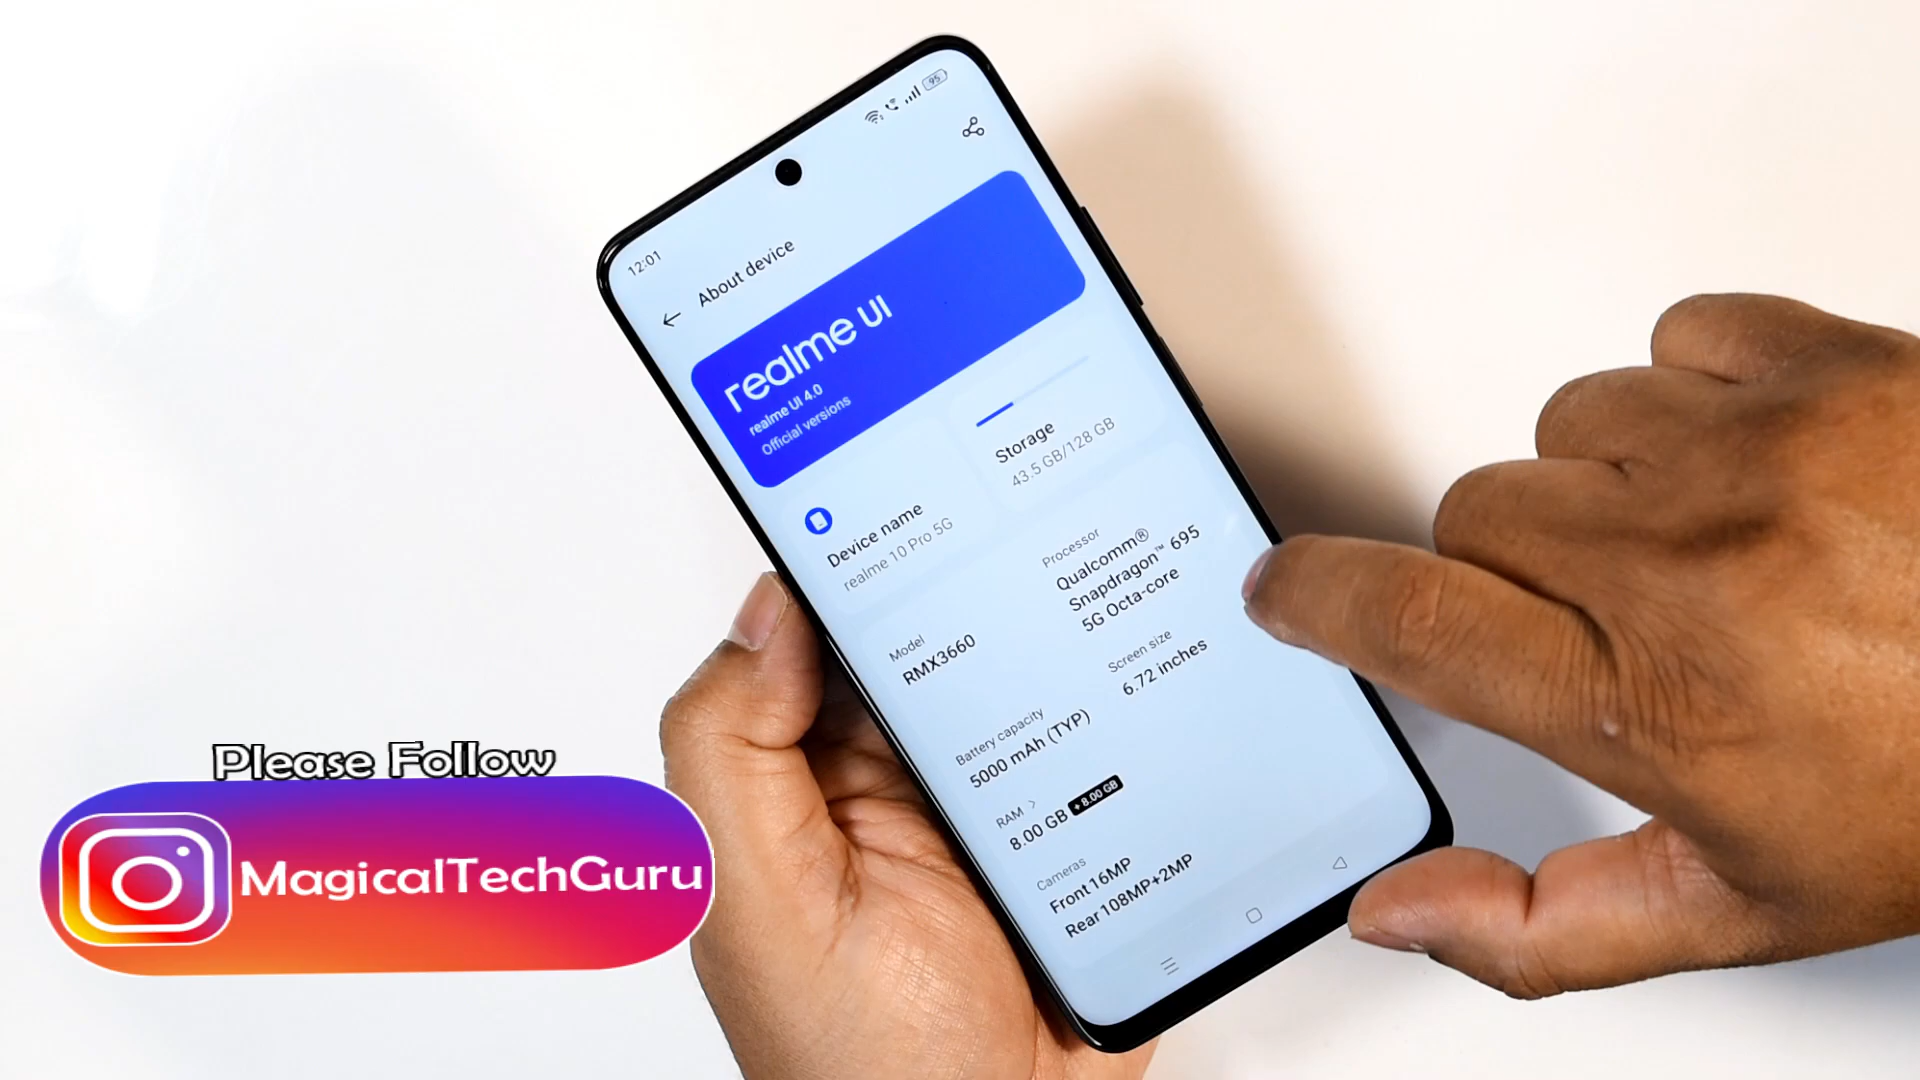 95
12:01
About device
realme UI
realme UI 4.0
Official versions
Storage
43.5 GB/128 GB
Device name
realme 10 Pro 5G
Processor
Qualcomm®
Snapdragon™ 695
5G Octa-core
Model
RMX3660
Screen size
6.72 inches
Battery capacity
5000 mAh (TYP)
RAM >
8.00 GB + 8.00 GB
Cameras
Front 16MP
Rear 108MP+2MP
Please Follow
MagicalTechGuru